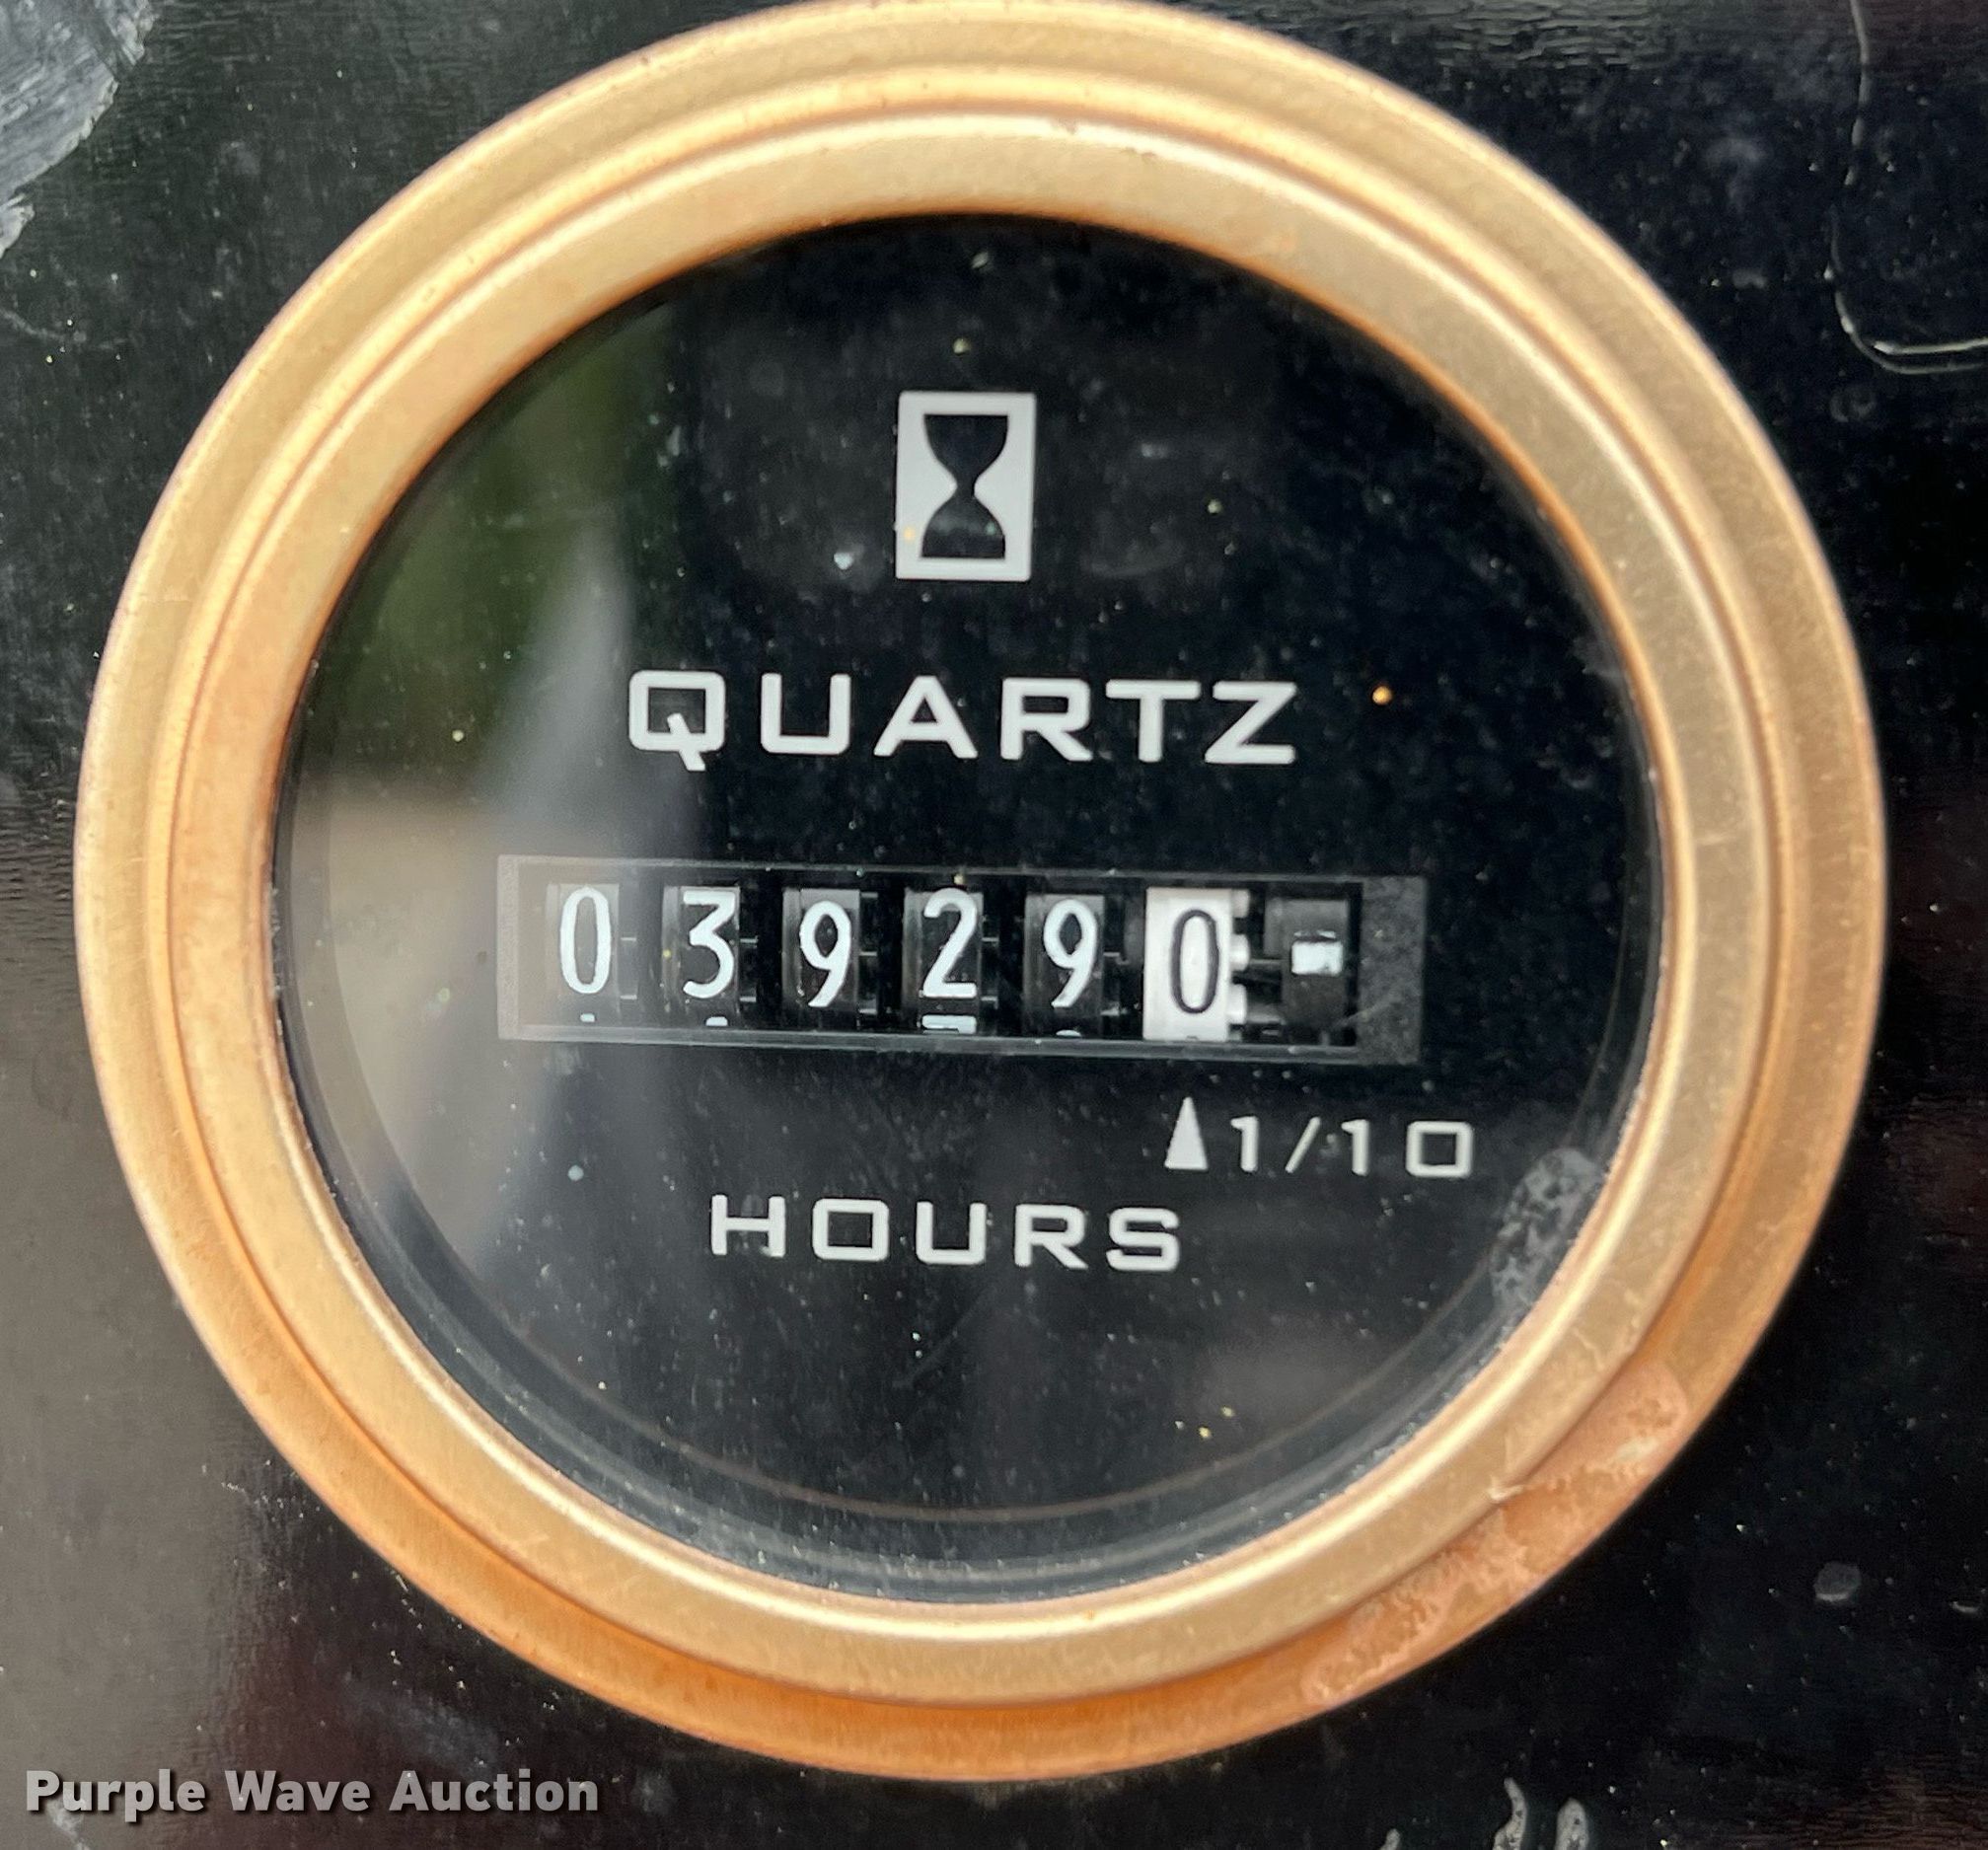 QUARTZ
039290
1/10
HOURS
Purple Wave Auction